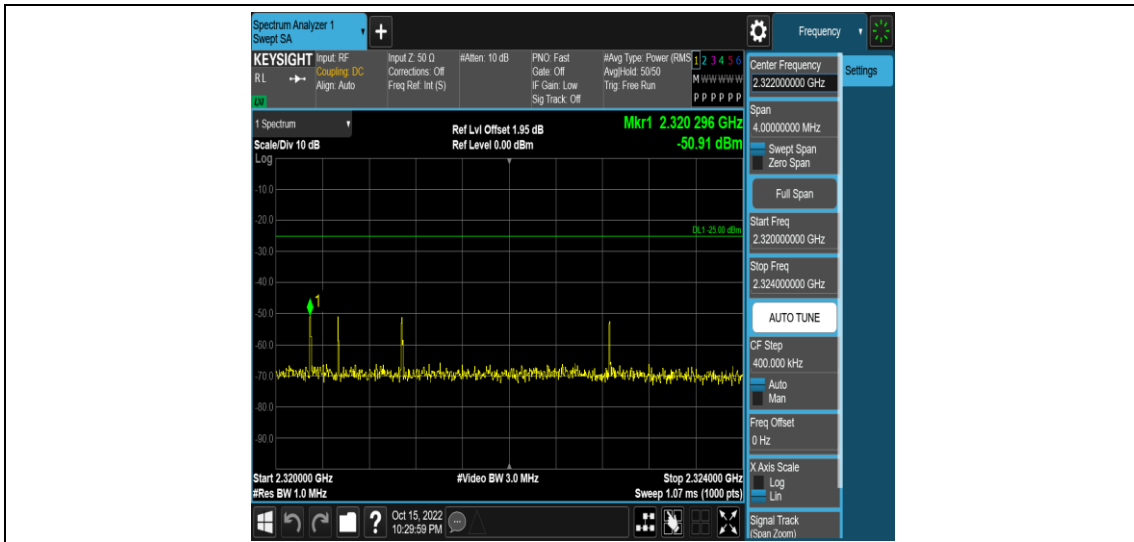 Spectrum Analyzer 1
Swept SA
+
Frequency
KEYSIGHT
RL
LXI
Input: RF
Coupling: DC
Align: Auto
Input Z: 50 Ω
Corrections: Off
Freq Ref: Int (S)
#Atten: 10 dB
PNO: Fast
Gate: Off
IF Gain: Low
Sig Track: Off
#Avg Type: Power (RMS
Avg|Hold: 50/50
Trig: Free Run
1 2 3 4 5 6
M W W W W W
P P P P P P
1 Spectrum
Scale/Div 10 dB
Ref Lvl Offset 1.95 dB
Ref Level 0.00 dBm
Mkr1 2.320 296 GHz
-50.91 dBm
Log
-10.0
-20.0
DL1 -25.00 dBm
-30.0
-40.0
1
-50.0
-60.0
-70.0
-80.0
-90.0
Start 2.320000 GHz
#Video BW 3.0 MHz
Stop 2.324000 GHz
#Res BW 1.0 MHz
Sweep 1.07 ms (1000 pts)
?
Oct 15, 2022
10:29:59 PM
Center Frequency
2.322000000 GHz
Settings
Span
4.00000000 MHz
Swept Span
Zero Span
Full Span
Start Freq
2.320000000 GHz
Stop Freq
2.324000000 GHz
AUTO TUNE
CF Step
400.000 kHz
Auto
Man
Freq Offset
0 Hz
X Axis Scale
Log
Lin
Signal Track
(Span Zoom)